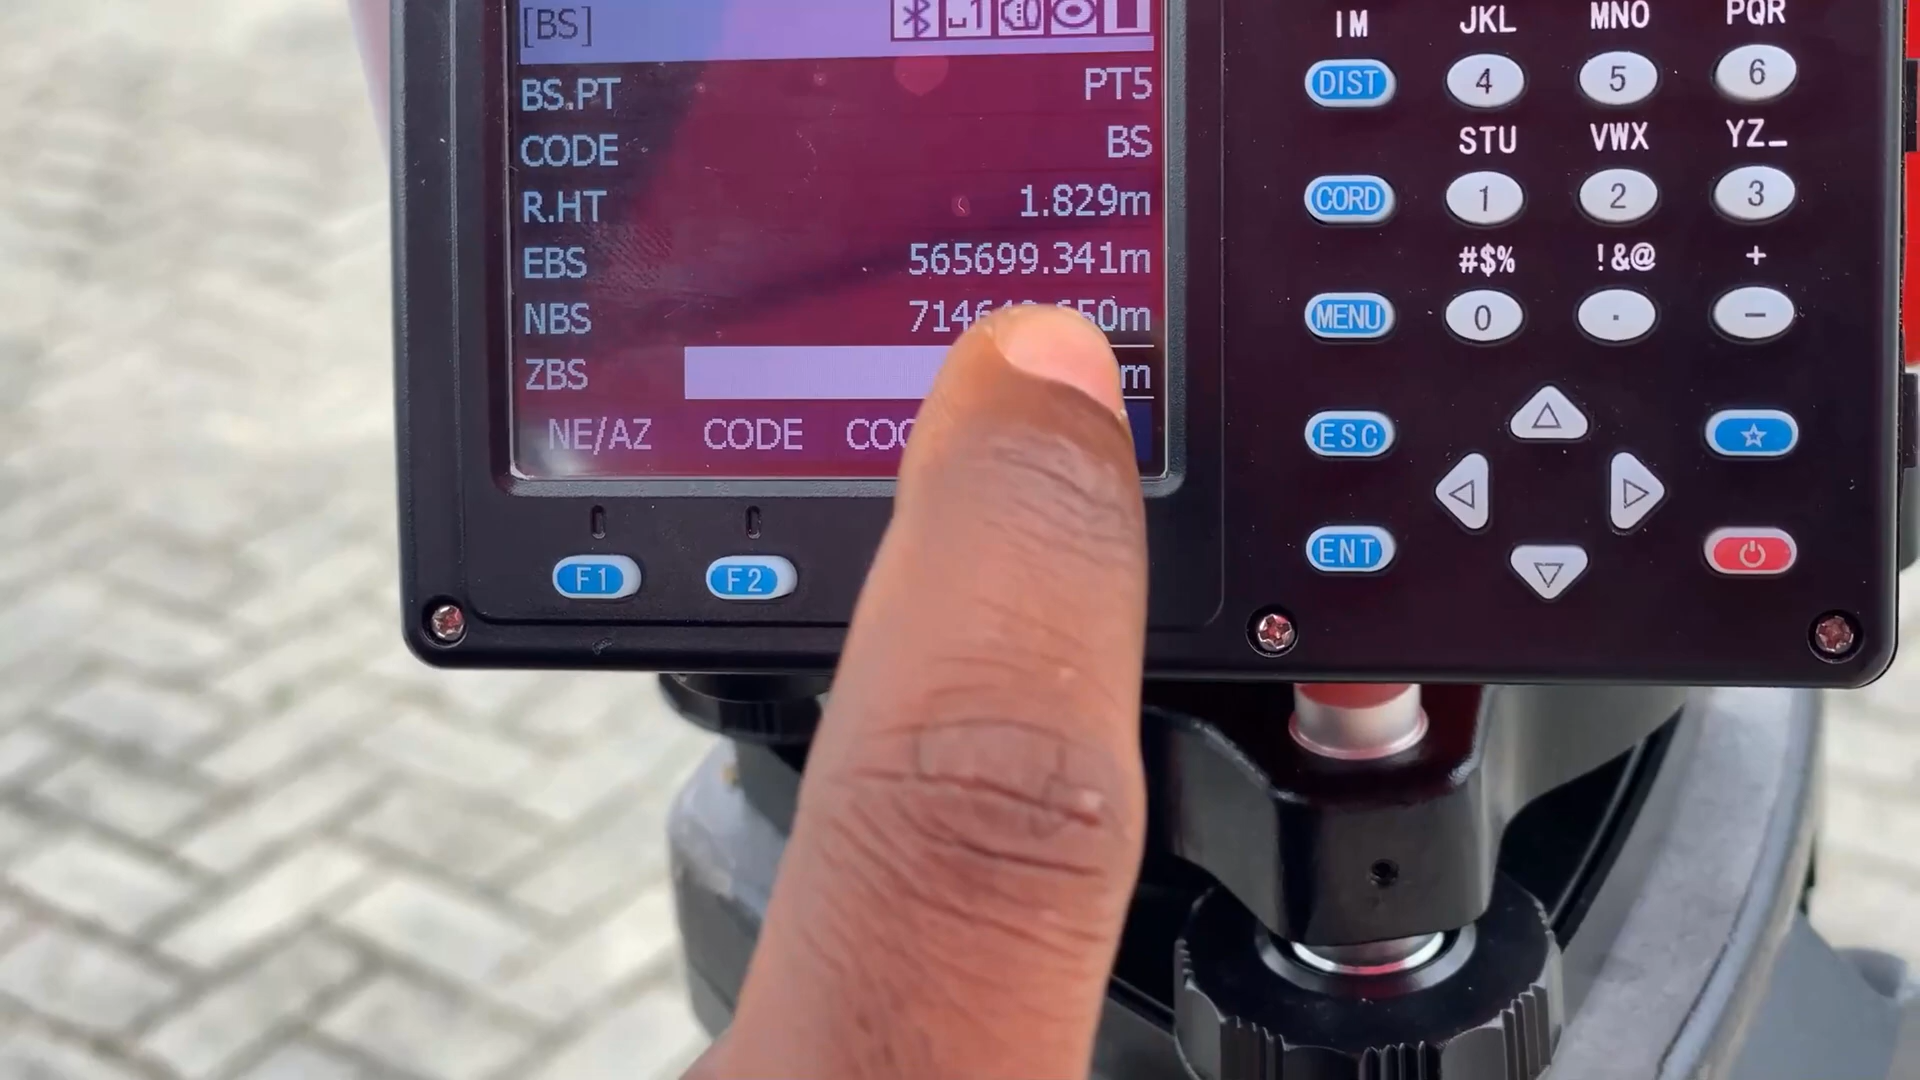 [BS]
BS.PT PT5
CODE BS
R.HT 1.829m
EBS 565699.341m
NBS
ZBS m
NE/AZ CODE
F1 F2
IM JKL MNO PQR
DIST 4 5 6
STU VWX YZ_
CORD 1 2 3
#$% !&@ +
MENU 0 . -
ESC
ENT